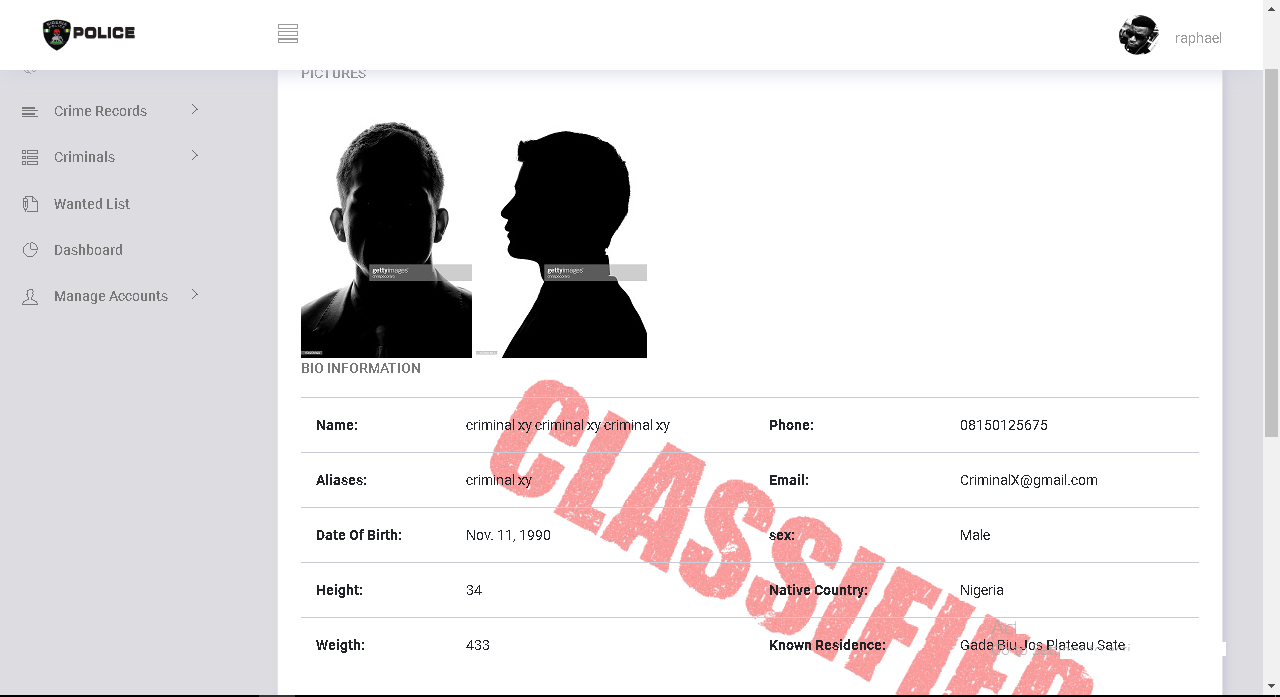 POLICE
raphael
PICTURES
Crime Records
Criminals
Wanted List
Dashboard
Manage Accounts
gettyimages
gettyimages
BIO INFORMATION
Name: criminal xy criminal xy criminal xy Phone: 08150125675
Aliases: criminal xy Email: CriminalX@gmail.com
Date Of Birth: Nov. 11, 1990 sex: Male
Height: 34 Native Country: Nigeria
Weigth: 433 Known Residence: Gada Biu Jos Plateau Sate
CLASSIFIED